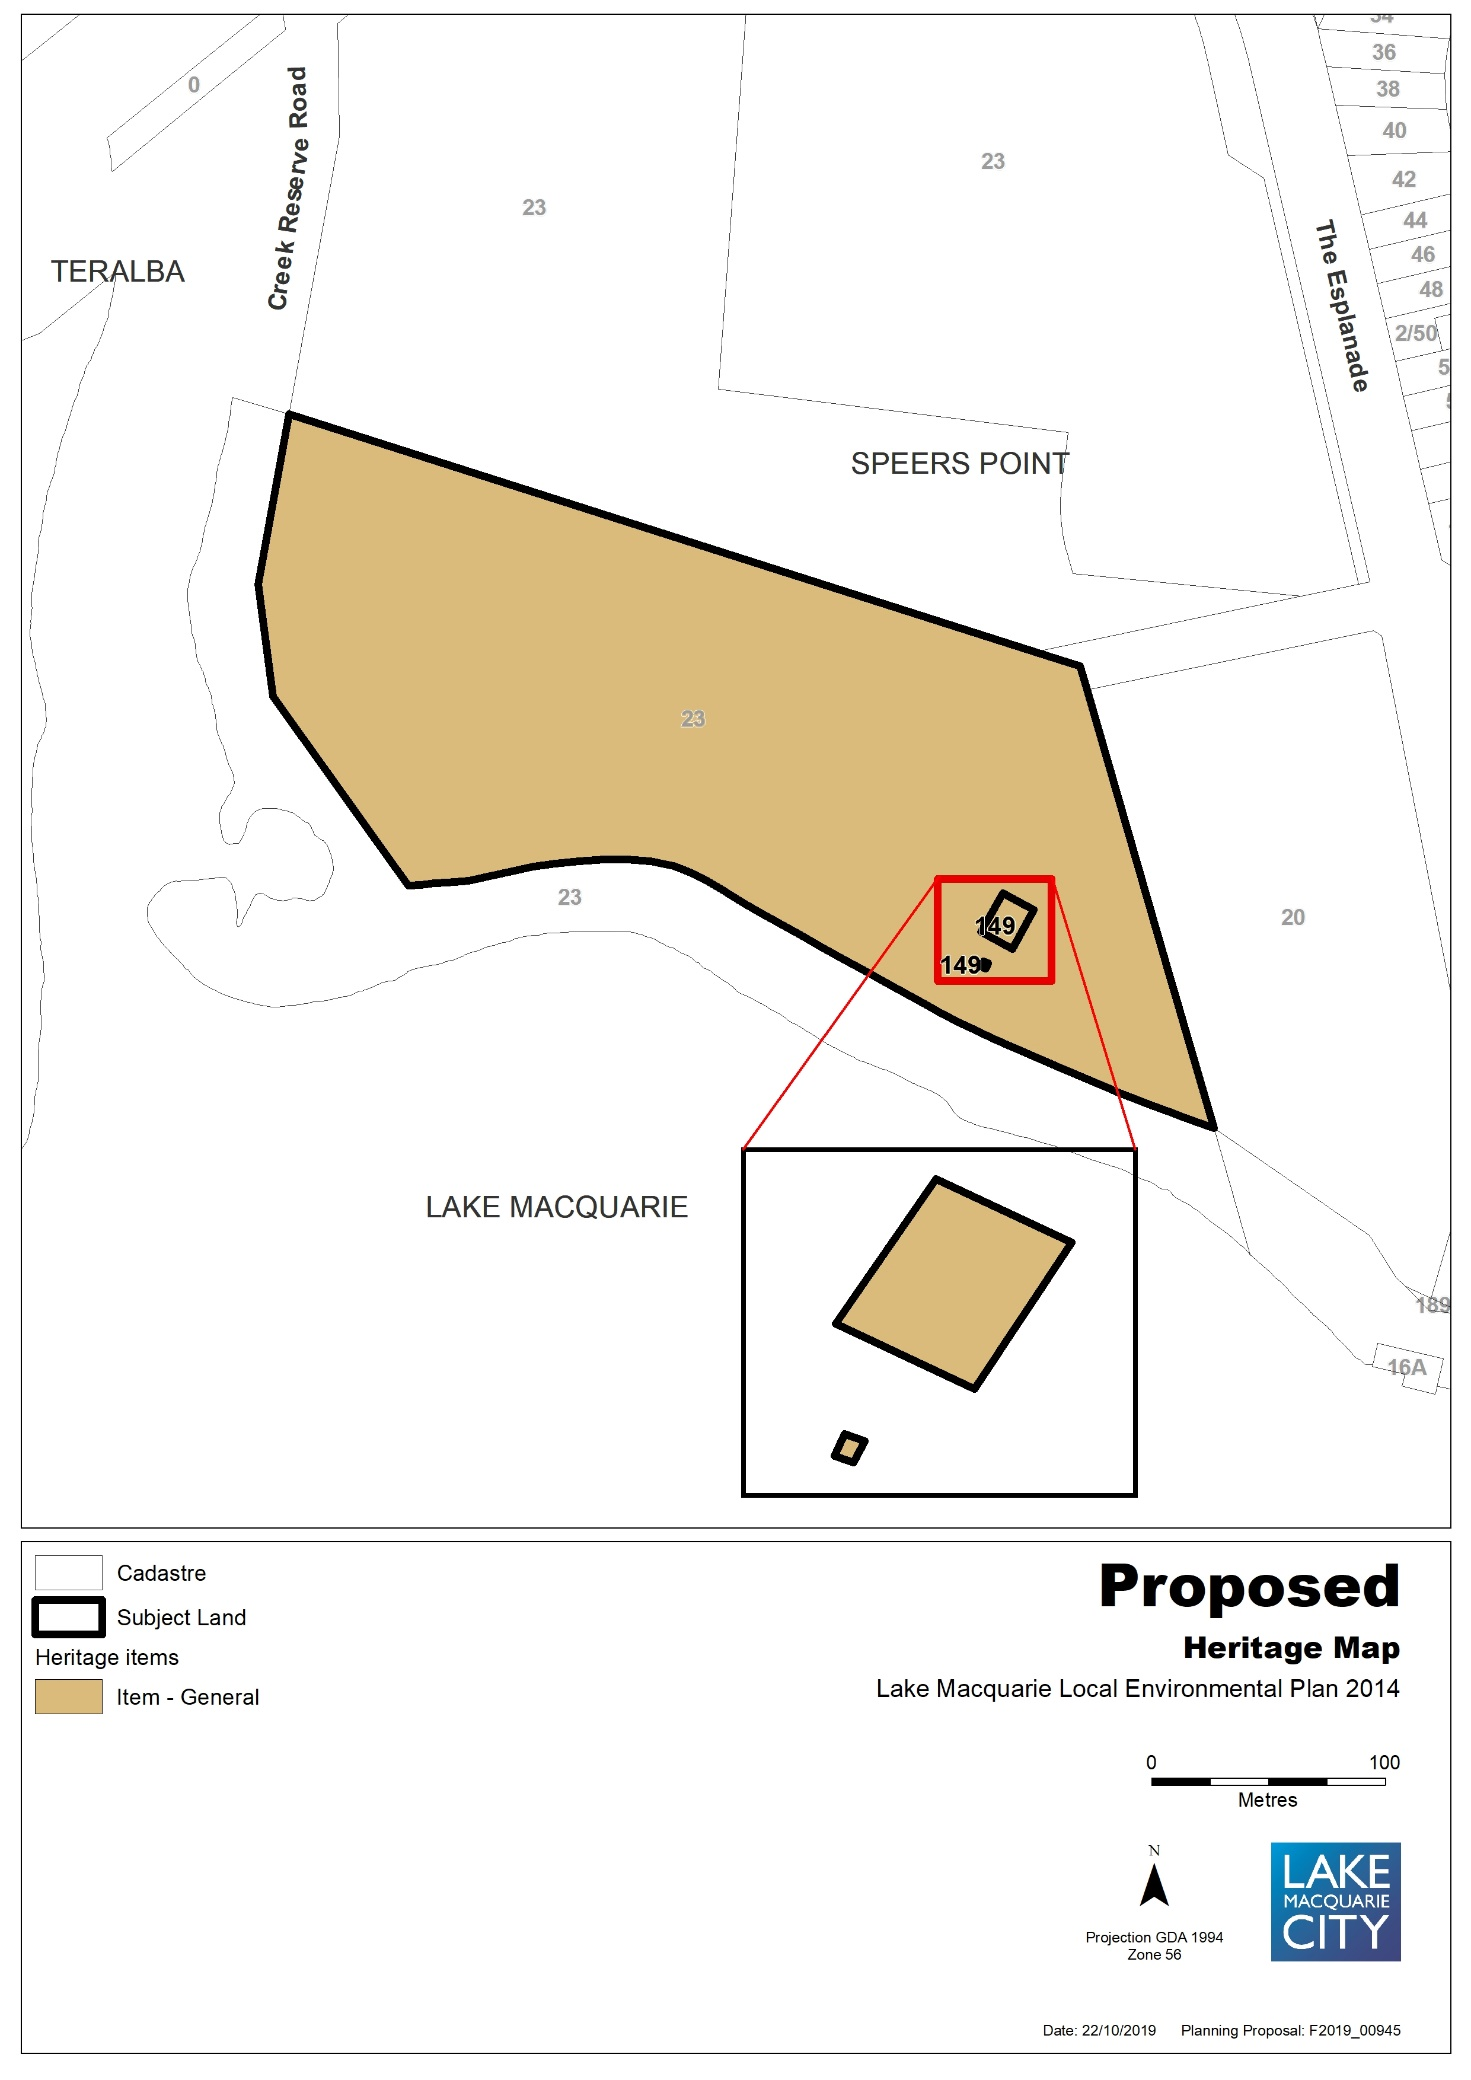 34
0
36
38
40
42
44
46
48
2/50
5
Creek Reserve Road
23
23
TERALBA
The Esplanade
SPEERS POINT
23
23
149
149
20
LAKE MACQUARIE
189
16A
Cadastre
Subject Land
Heritage items
Item - General
Proposed
Heritage Map
Lake Macquarie Local Environmental Plan 2014
0 100
Metres
N
Projection GDA 1994
Zone 56
LAKE
MACQUARIE
CITY
Date: 22/10/2019 Planning Proposal: F2019_00945